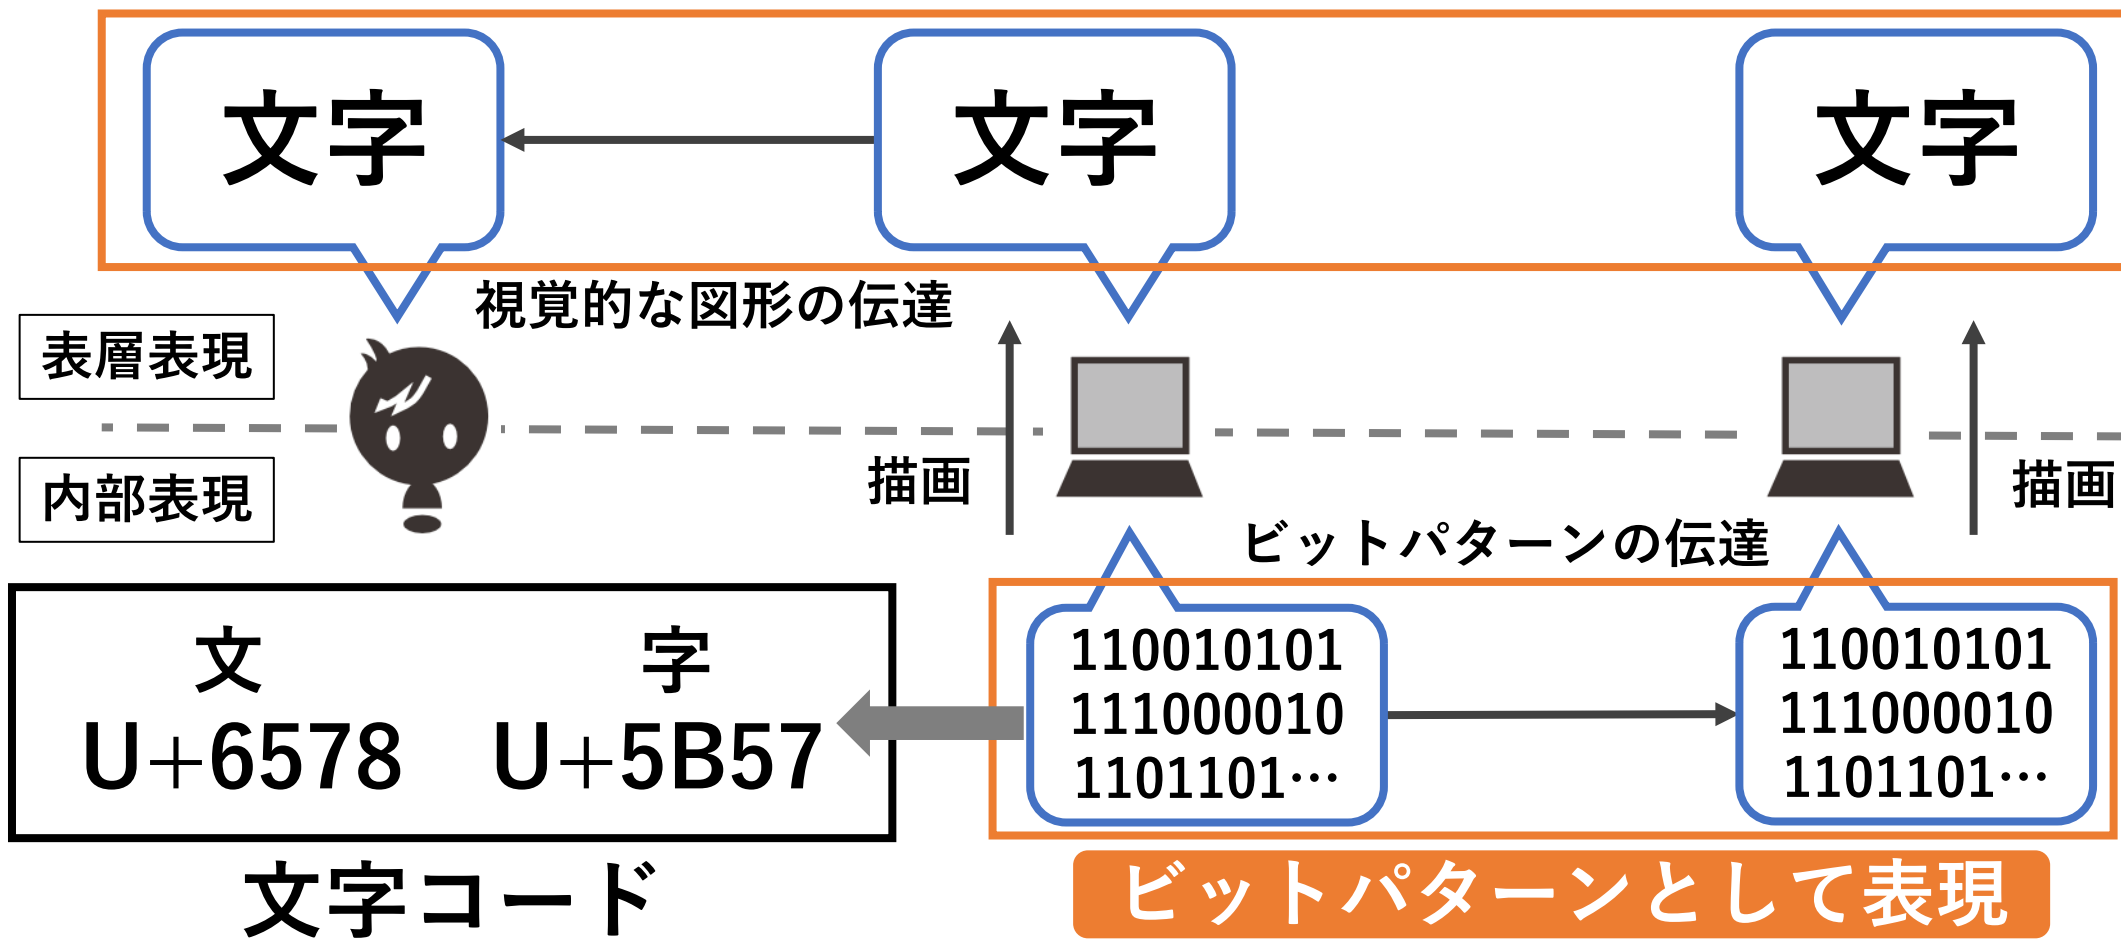 文字
文字
文字
視覚的な図形の伝達
表層表現
内部表現
描画
描画
ビットパターンの伝達
文 字
U+6578 U+5B57
110010101
111000010
1101101…
110010101
111000010
1101101…
文字コード
ビットパターンとして表現